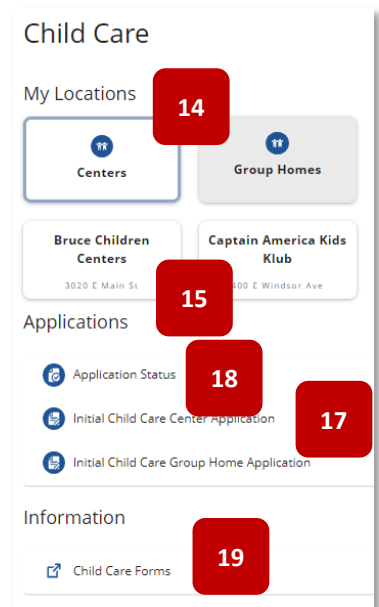 Child Care
My Locations
14
Centers
Group Homes
Bruce Children
Centers
Captain America Kids
Klub
3020 E Main St
15
400 E Windsor Ave
Applications
Application Status
18
Initial Child Care Center Application
17
Initial Child Care Group Home Application
Information
Child Care Forms
19